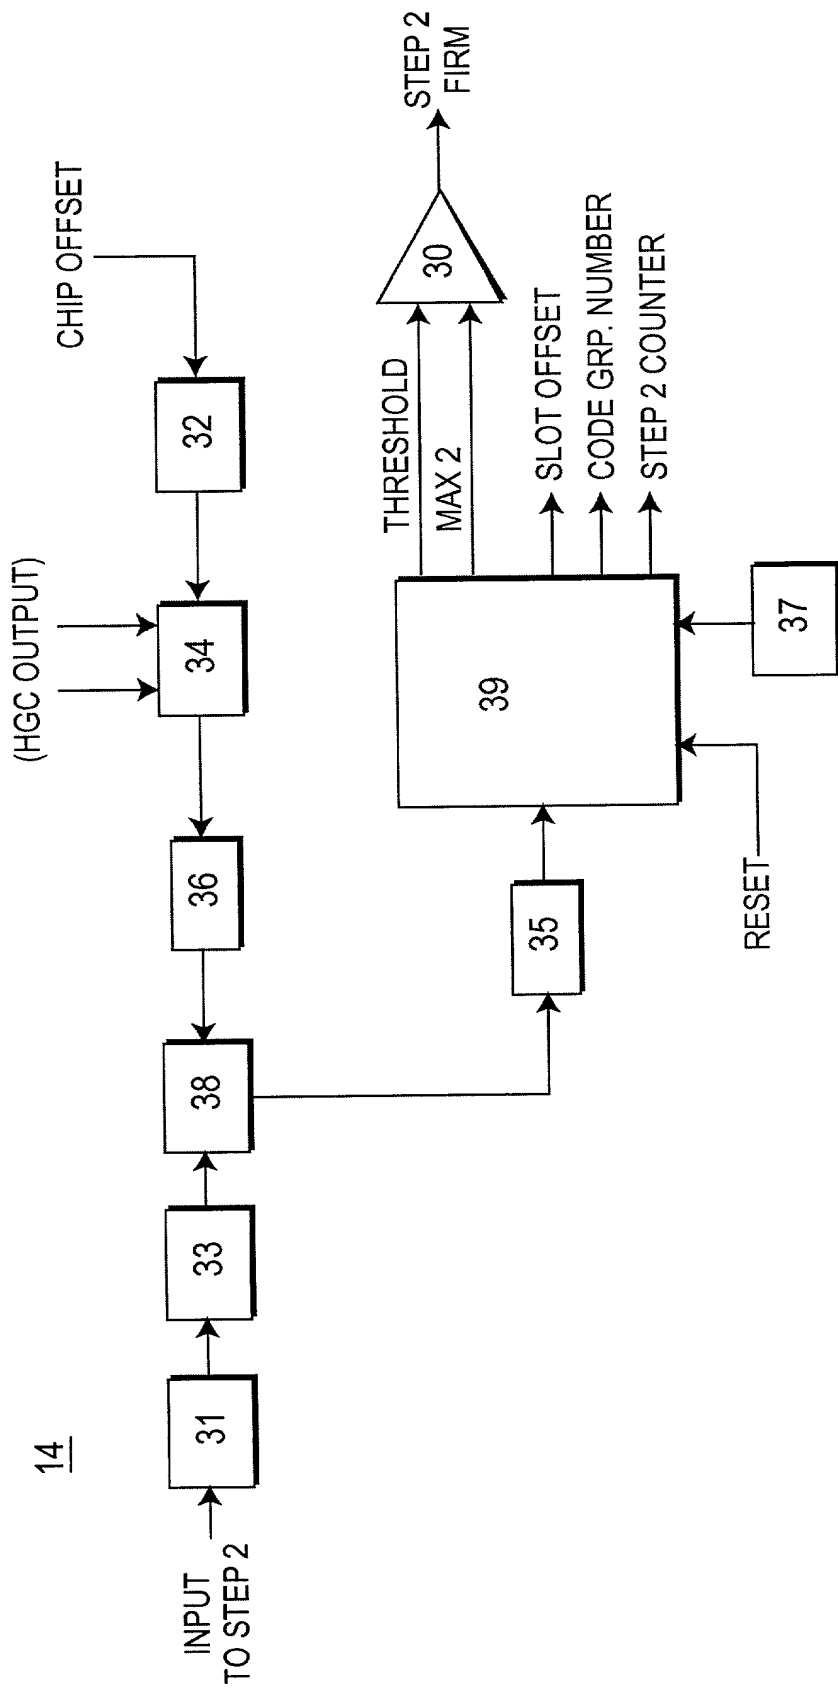 14
INPUT
TO STEP 2
31
33
38
36
34
32
(HGC OUTPUT)
CHIP OFFSET
35
39
37
RESET
THRESHOLD
MAX 2
30
STEP 2
FIRM
SLOT OFFSET
CODE GRP. NUMBER
STEP 2 COUNTER